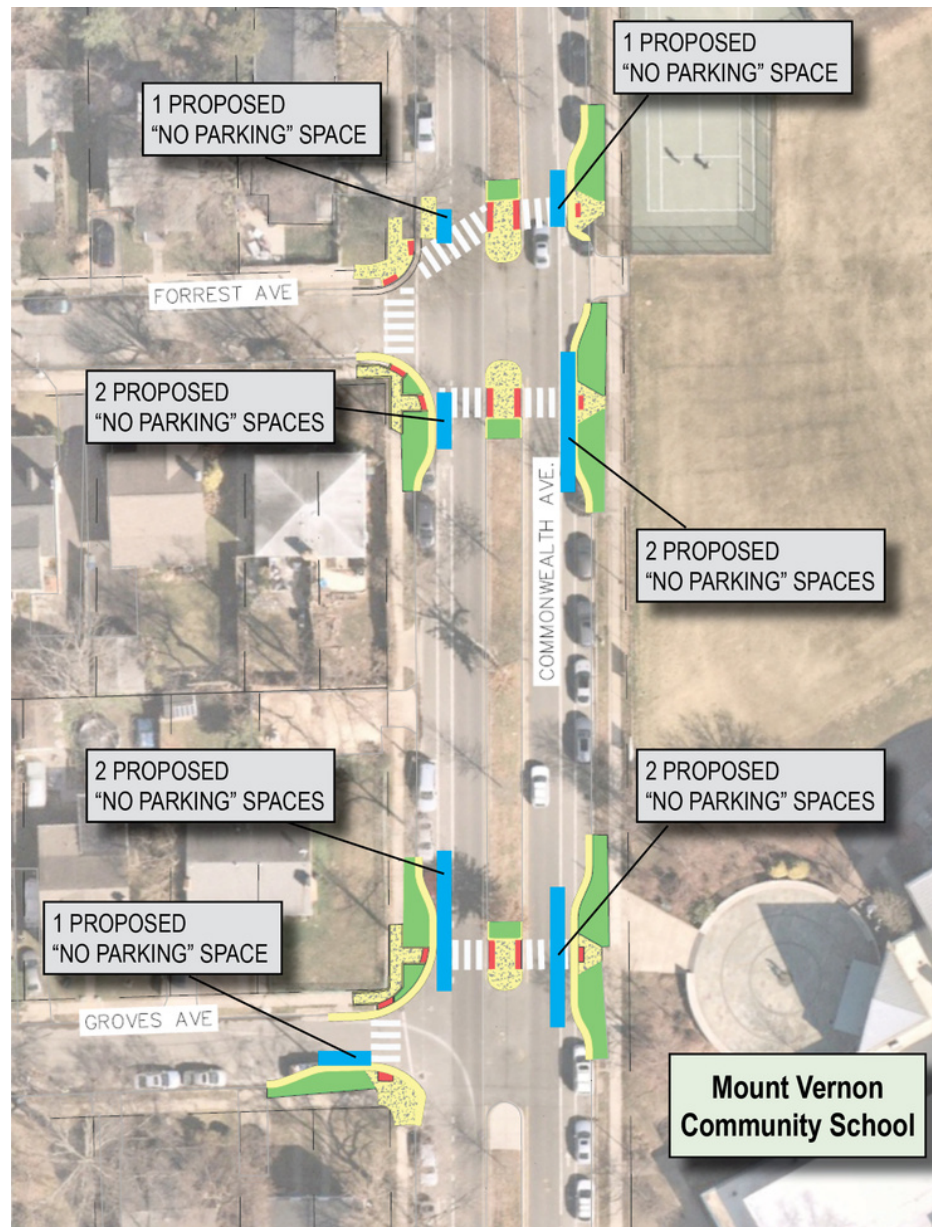 1 PROPOSED
“NO PARKING” SPACE
1 PROPOSED
“NO PARKING” SPACE
FORREST AVE
2 PROPOSED
“NO PARKING” SPACES
COMMONWEALTH AVE.
2 PROPOSED
“NO PARKING” SPACES
2 PROPOSED
“NO PARKING” SPACES
2 PROPOSED
“NO PARKING” SPACES
1 PROPOSED
“NO PARKING” SPACE
GROVES AVE
Mount Vernon
Community School